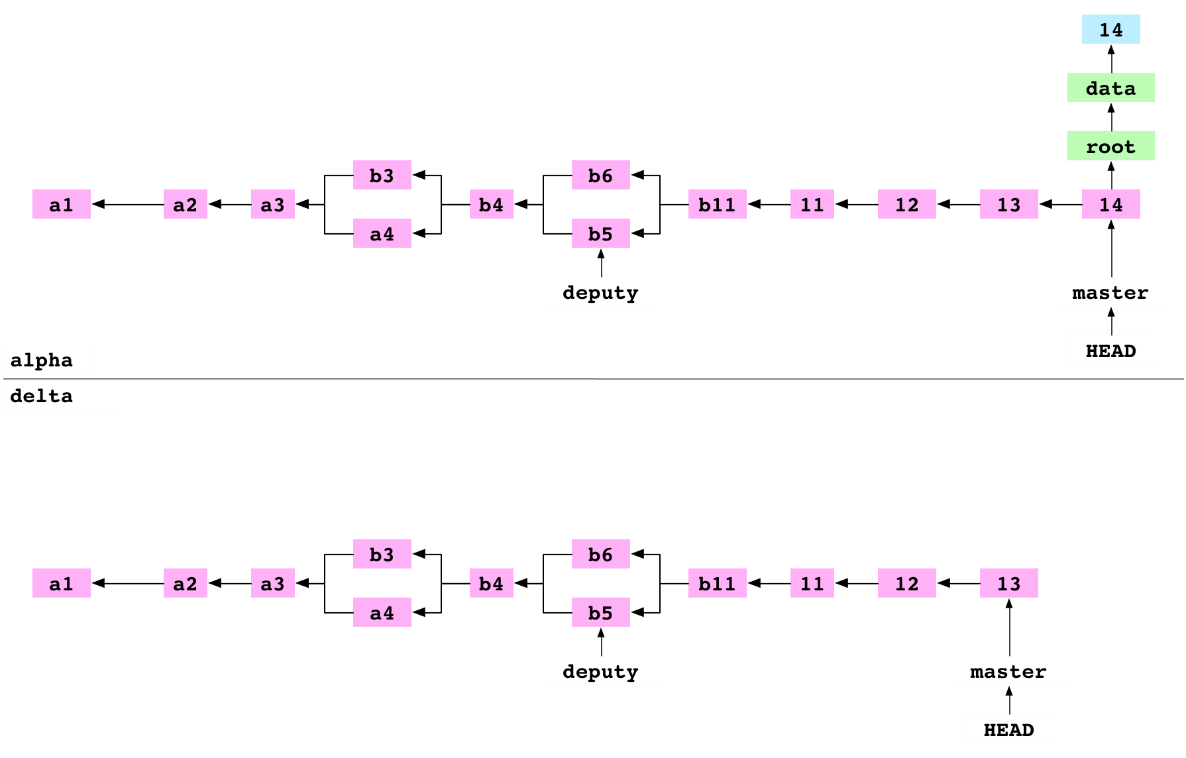 14
data
root
b3 b6
a1 a2 a3 b4 b11 11 12 13 14
a4 b5
deputy master
HEAD
alpha
delta
b3 b6
a1 a2 a3 b4 b11 11 12 13
a4 b5
deputy master
HEAD